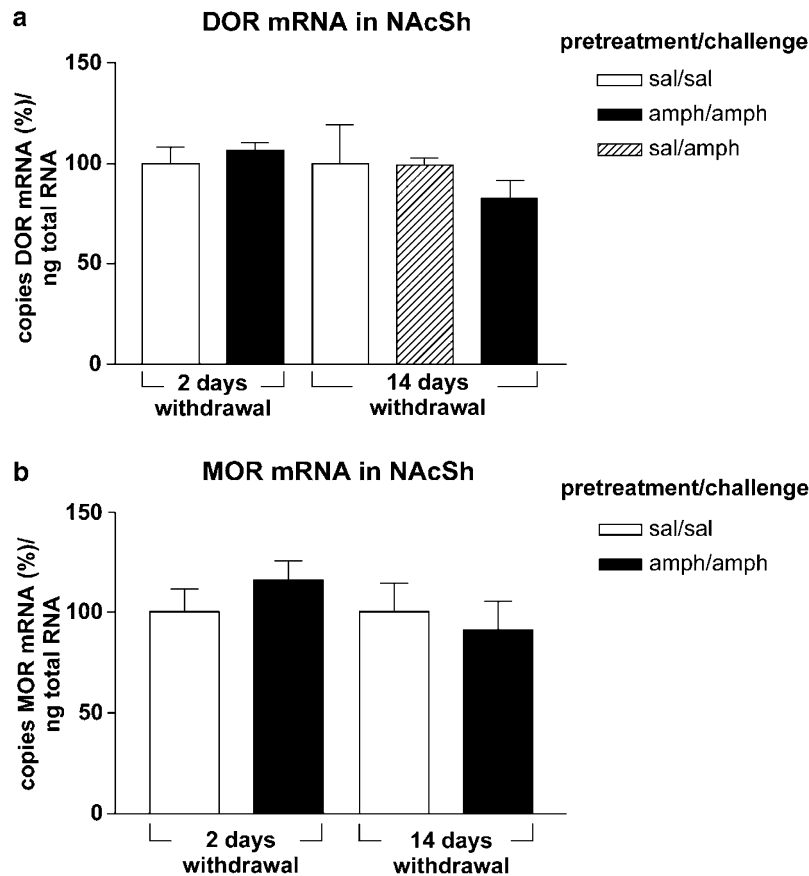 a
DOR mRNA in NAcSh
pretreatment/challenge
sal/sal
amph/amph
sal/amph
copies DOR mRNA (%)/
ng total RNA
150
100
50
0
2 days
withdrawal
14 days
withdrawal
b
MOR mRNA in NAcSh
pretreatment/challenge
sal/sal
amph/amph
copies MOR mRNA (%)/
ng total RNA
150
100
50
0
2 days
withdrawal
14 days
withdrawal